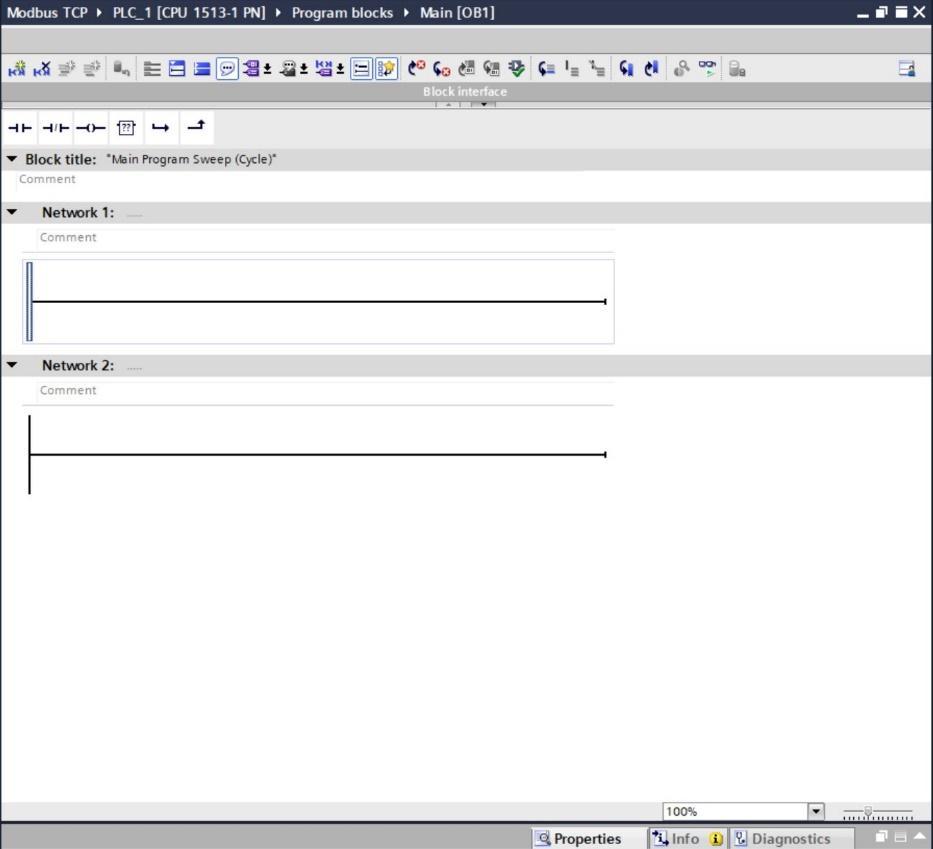 Modbus TCP ▸ PLC_1 [CPU 1513-1 PN] ▸ Program blocks ▸ Main [OB1]
Block interface
??
Block title: "Main Program Sweep (Cycle)"
Comment
Network 1: .....
Comment
Network 2: .....
Comment
100%
Properties Info Diagnostics